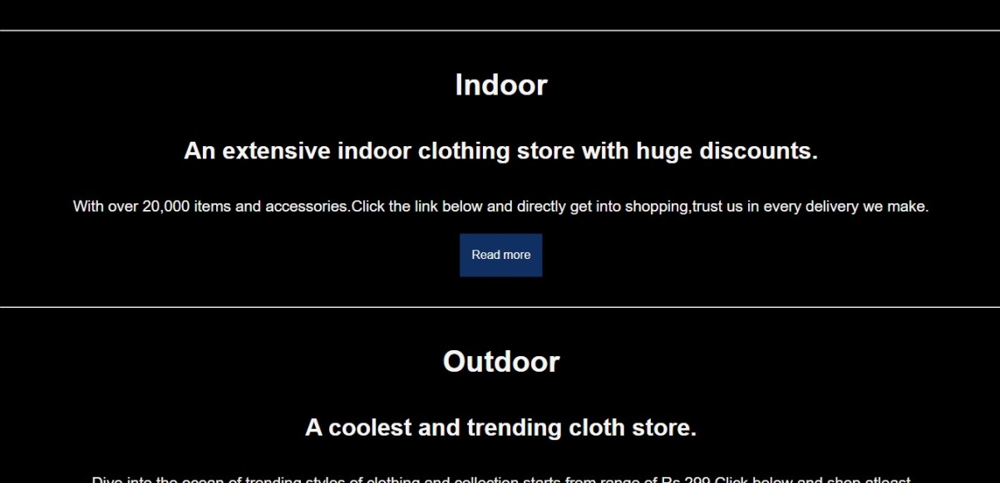 Indoor
An extensive indoor clothing store with huge discounts.
With over 20,000 items and accessories.Click the link below and directly get into shopping,trust us in every delivery we make.
Read more
Outdoor
A coolest and trending cloth store.
Dive into the ocean of trending styles of clothing and collection starts from range of Rs.299.Click below and shop atleast